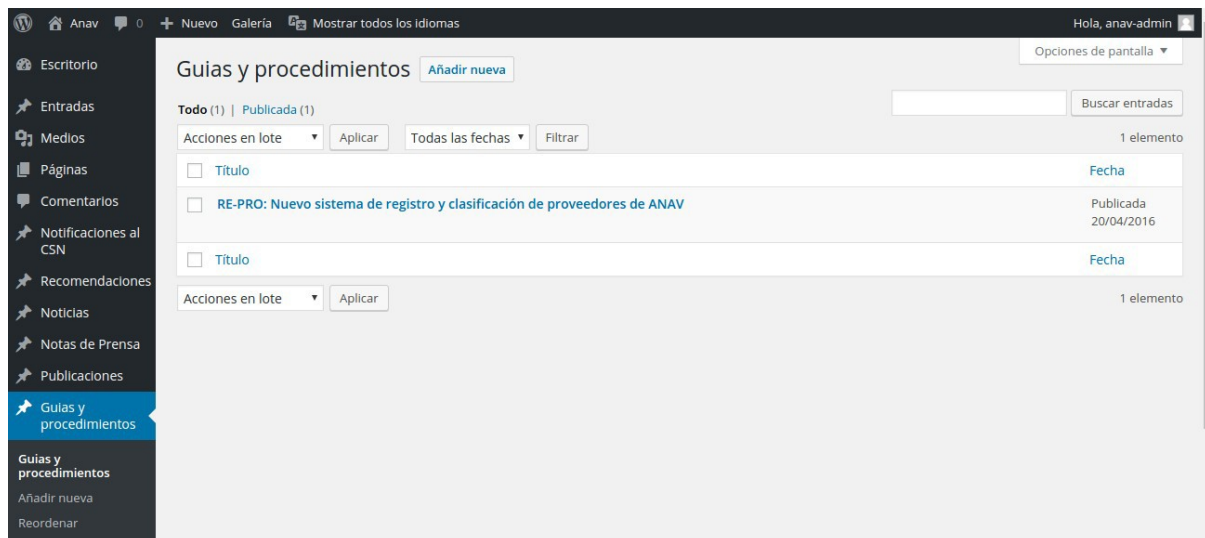 Anav 0 + Nuevo Galería Mostrar todos los idiomas Hola, anav-admin
Opciones de pantalla ▼
Escritorio
Entradas
Medios
Páginas
Comentarios
Notificaciones al
CSN
Recomendaciones
Noticias
Notas de Prensa
Publicaciones
Guias y
procedimientos
Guias y
procedimientos
Añadir nueva
Reordenar
Guias y procedimientos Añadir nueva
Todo (1) | Publicada (1)
Buscar entradas
Acciones en lote ▼ Aplicar Todas las fechas ▼ Filtrar 1 elemento
Título Fecha
RE-PRO: Nuevo sistema de registro y clasificación de proveedores de ANAV Publicada
20/04/2016
Título Fecha
Acciones en lote ▼ Aplicar 1 elemento